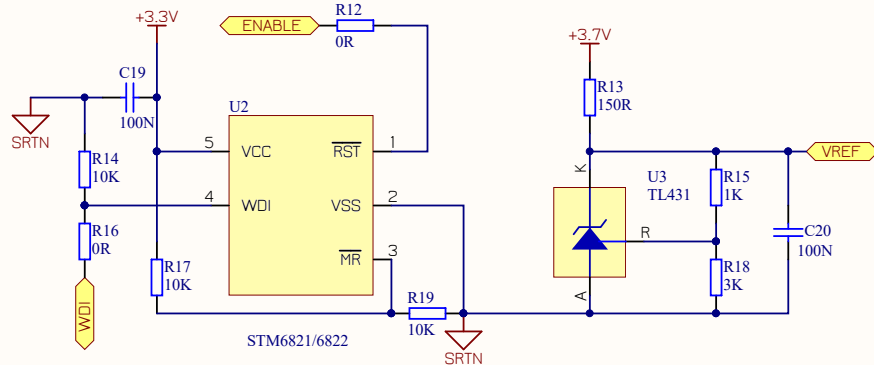 +3.3V
ENABLE
R12
0R
+3.7V
C19
100N
SRTN
U2
R13
150R
5
VCC
RST
1
VREF
R14
10K
4
WDI
VSS
2
K
U3
TL431
R15
1K
R16
0R
R
C20
100N
MR
3
R17
10K
R18
3K
A
WDI
R19
10K
STM6821/6822
SRTN